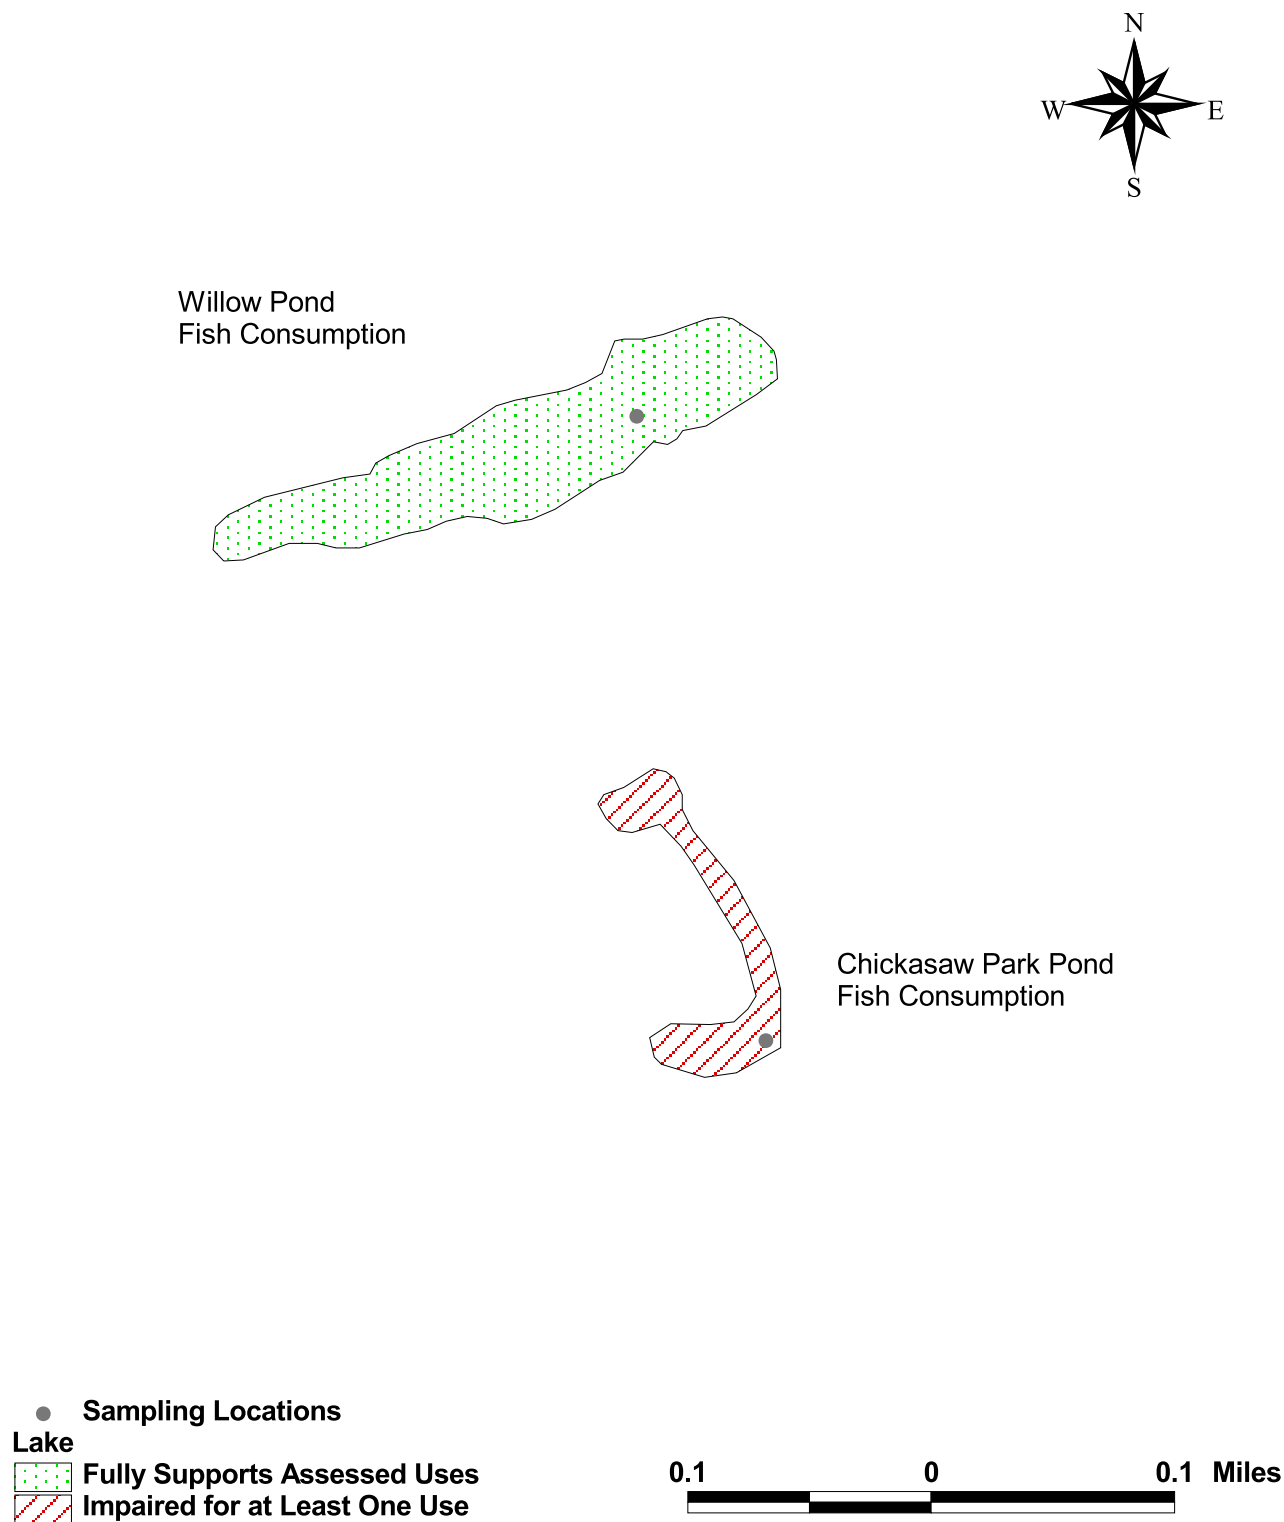 N
W E
S
Willow Pond
Fish Consumption
Chickasaw Park Pond
Fish Consumption
Sampling Locations
Lake
Fully Supports Assessed Uses
Impaired for at Least One Use
0.1 0 0.1 Miles